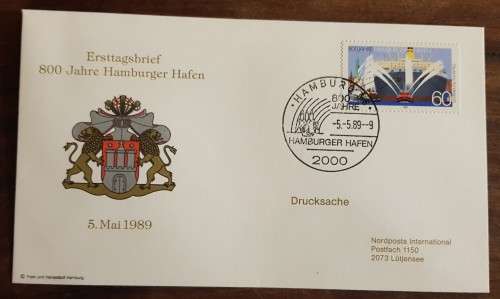 Ersttagsbrief
800 Jahre Hamburger Hafen
5. Mai 1989
HAMBURG
800
JAHRE
-5.-5.89-9
HAMBURGER HAFEN
2000
60
Drucksache
Nordposta International
Postfach 1150
2073 Lütjensee